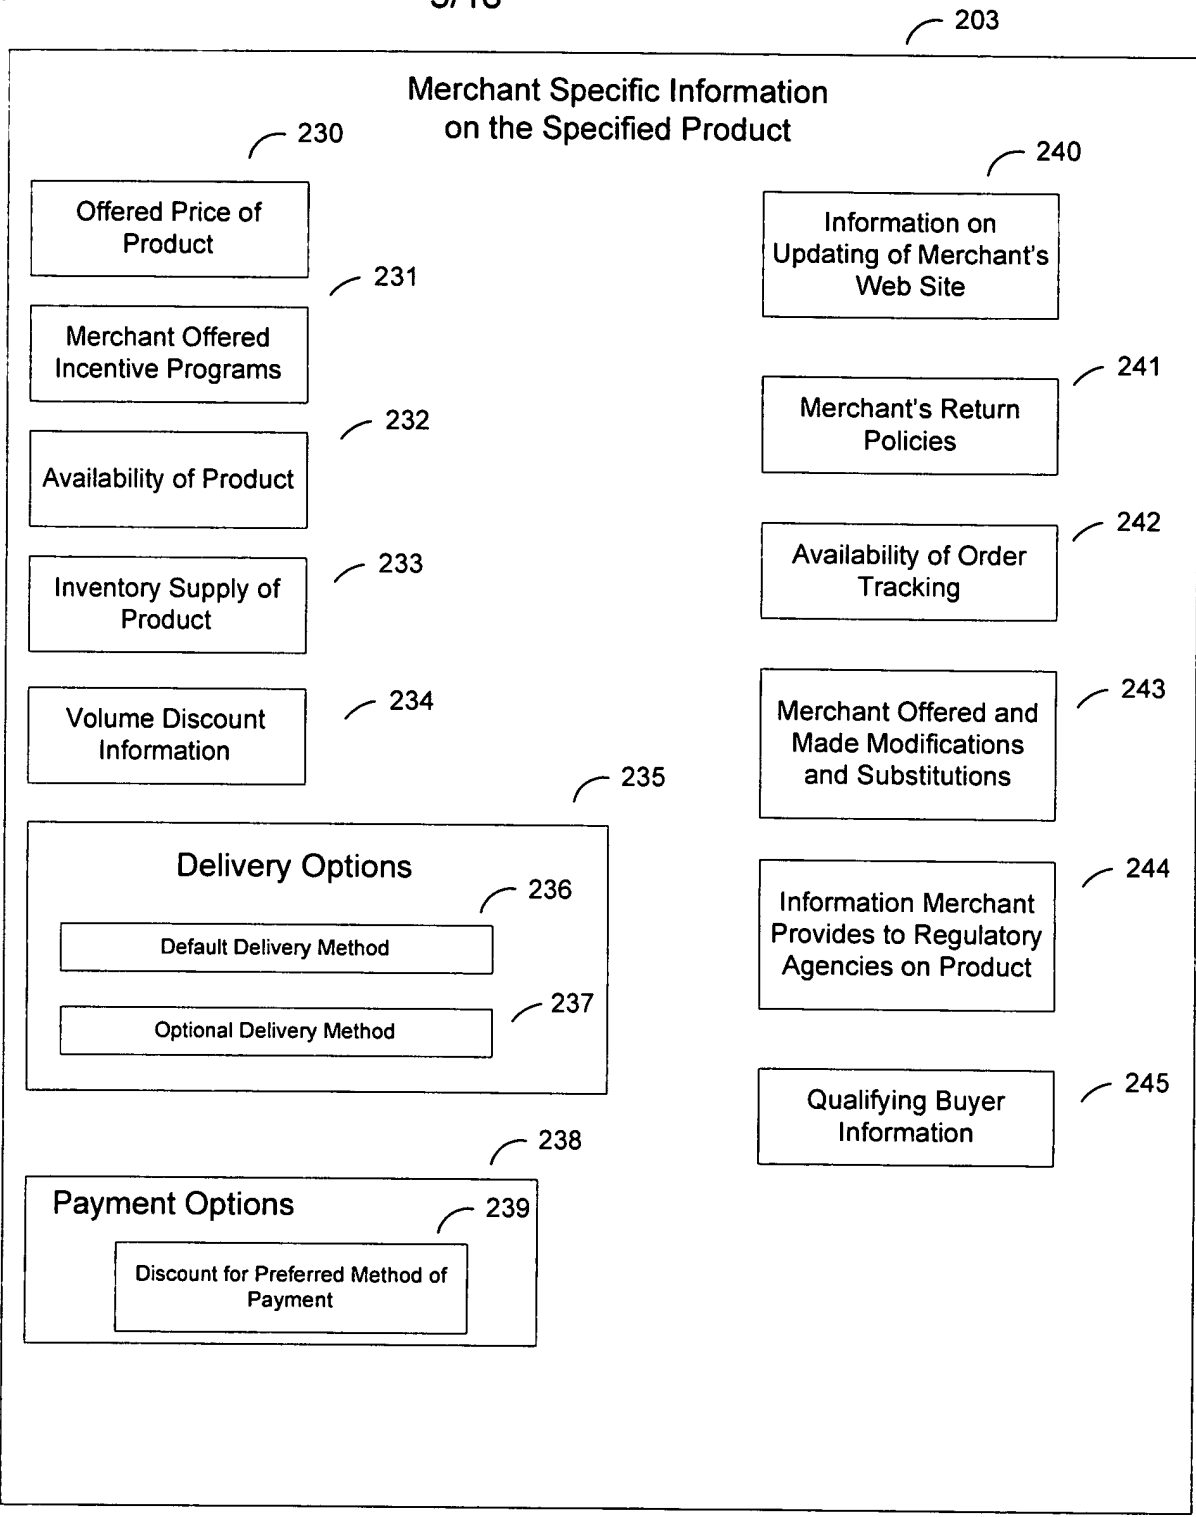 203
Merchant Specific Information
on the Specified Product
230
Offered Price of
Product
231
Merchant Offered
Incentive Programs
232
Availability of Product
233
Inventory Supply of
Product
234
Volume Discount
Information
235
Delivery Options
236
Default Delivery Method
237
Optional Delivery Method
238
Payment Options
239
Discount for Preferred Method of
Payment
240
Information on
Updating of Merchant's
Web Site
241
Merchant's Return
Policies
242
Availability of Order
Tracking
243
Merchant Offered and
Made Modifications
and Substitutions
244
Information Merchant
Provides to Regulatory
Agencies on Product
245
Qualifying Buyer
Information